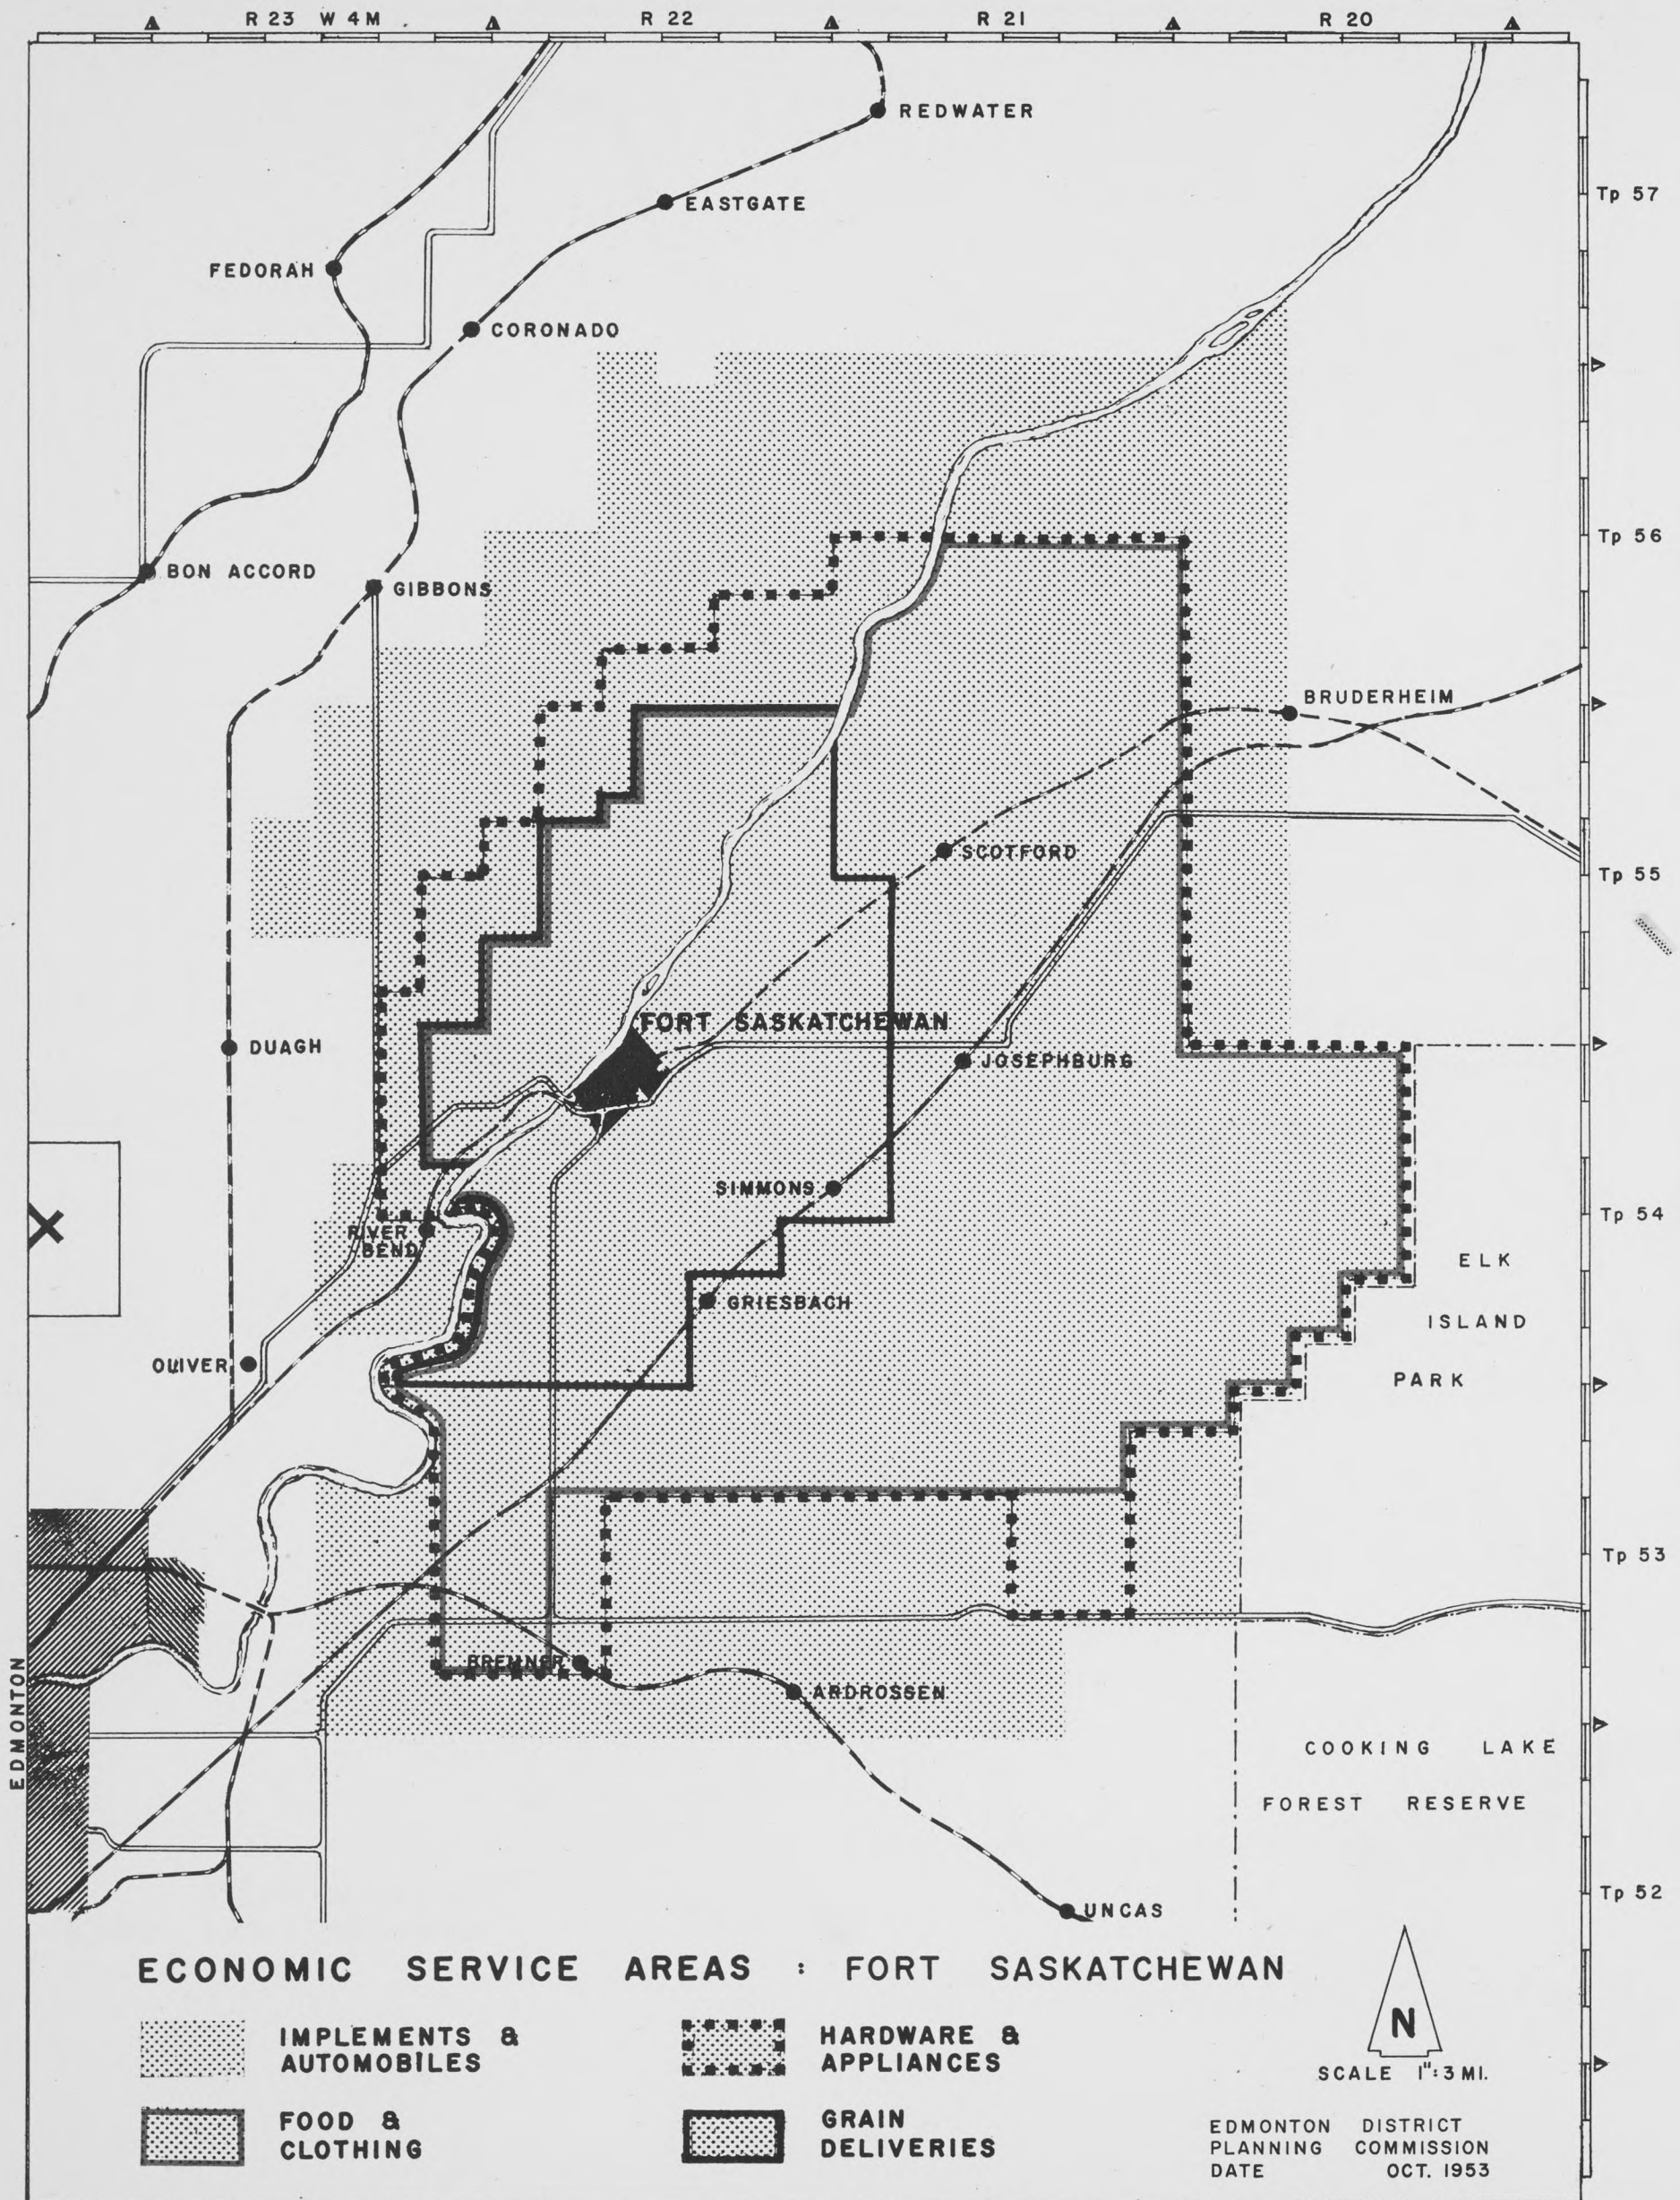 R 23 W 4 M
R 22
R 21
R 20
REDWATER
Tp 57
EASTGATE
FEDORAH
CORONADO
Tp 56
BON ACCORD
GIBBONS
BRUDERHEIM
SCOTFORD
Tp 55
FORT SASKATCHEWAN
DUAGH
JOSEPHBURG
SIMMONS
Tp 54
RIVER
BEND
ELK
ISLAND
PARK
GRIESBACH
OLIVER
Tp 53
BREMNER
ARDROSSEN
EDMONTON
COOKING LAKE
FOREST RESERVE
Tp 52
UNCAS
ECONOMIC SERVICE AREAS : FORT SASKATCHEWAN
IMPLEMENTS &
AUTOMOBILES
HARDWARE &
APPLIANCES
FOOD &
CLOTHING
GRAIN
DELIVERIES
N
SCALE 1":3 MI.
EDMONTON DISTRICT
PLANNING COMMISSION
DATE OCT. 1953